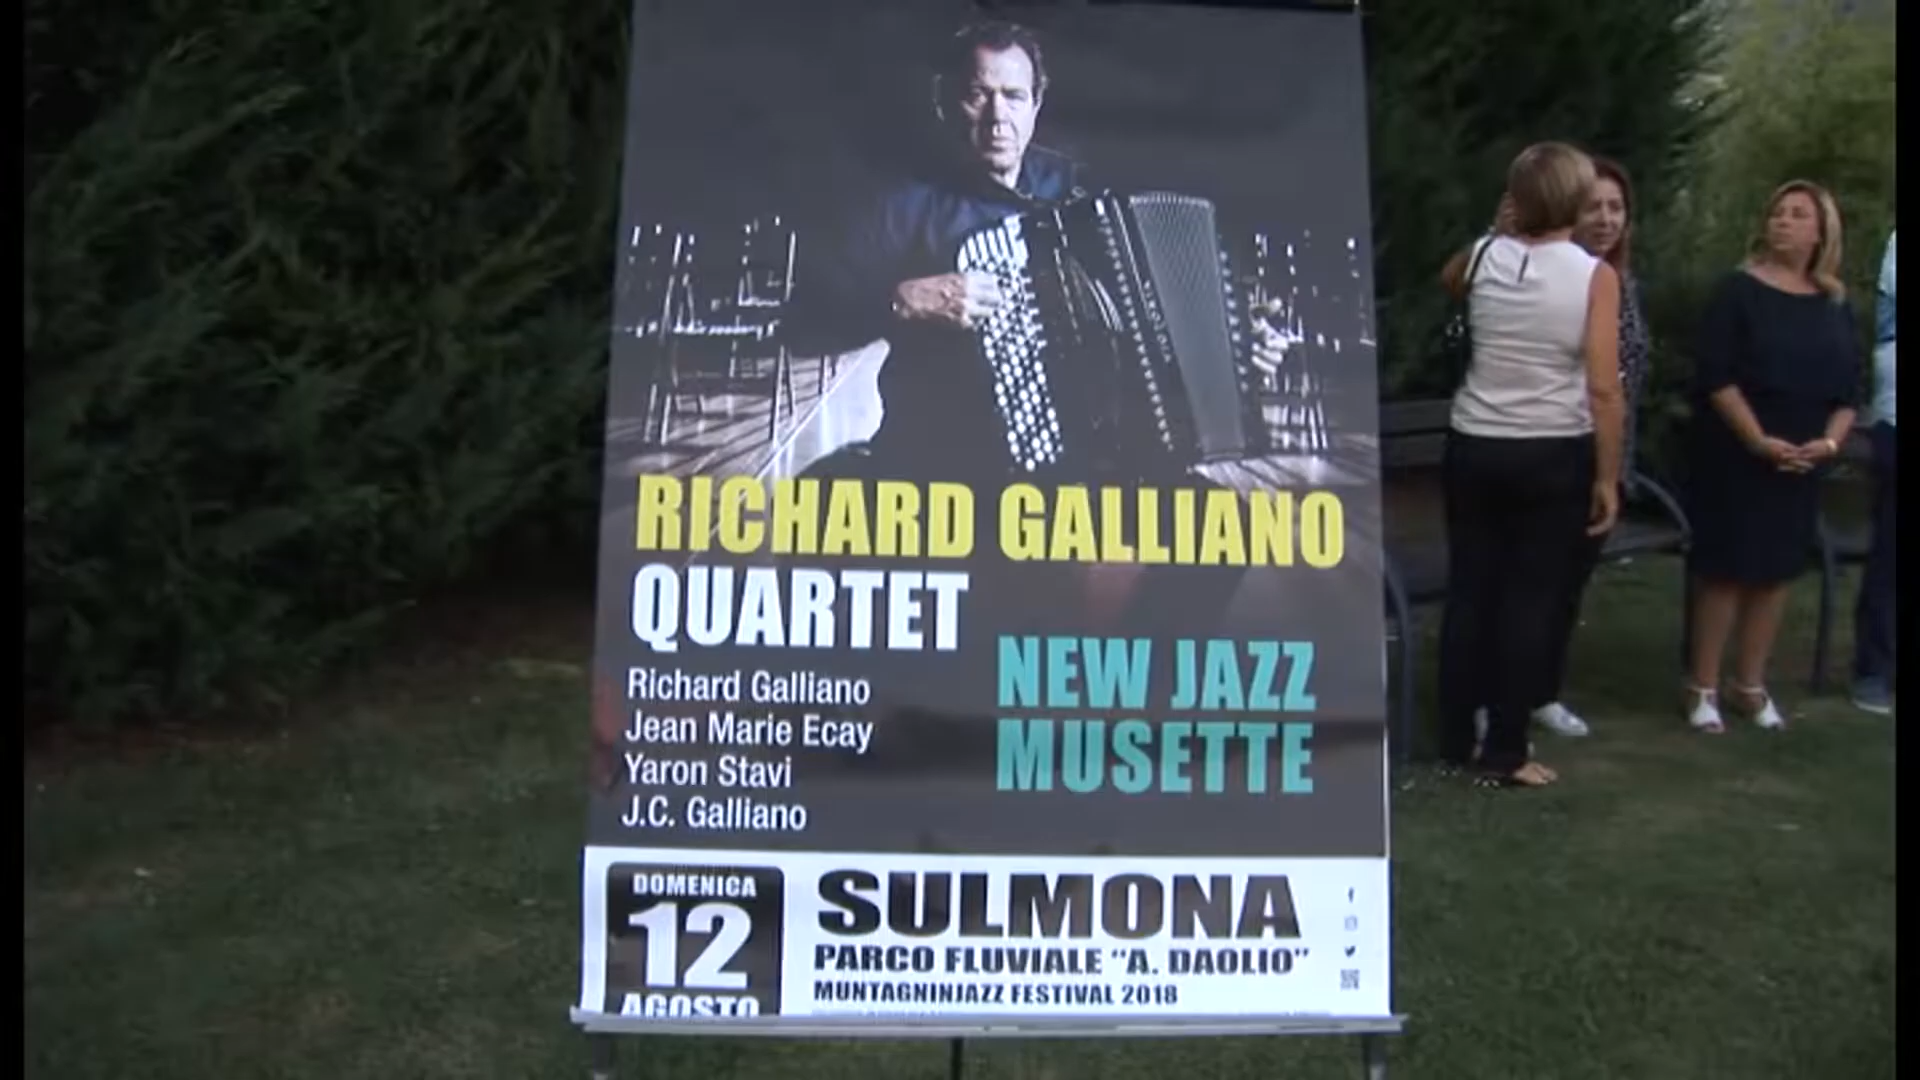 RICHARD GALLIANO
QUARTET
NEW JAZZ
MUSETTE
Richard Galliano
Jean Marie Ecay
Yaron Stavi
J.C. Galliano
DOMENICA
12
AGOSTO
SULMONA
PARCO FLUVIALE "A. DAOLIO"
MUNTAGNINJAZZ FESTIVAL 2018